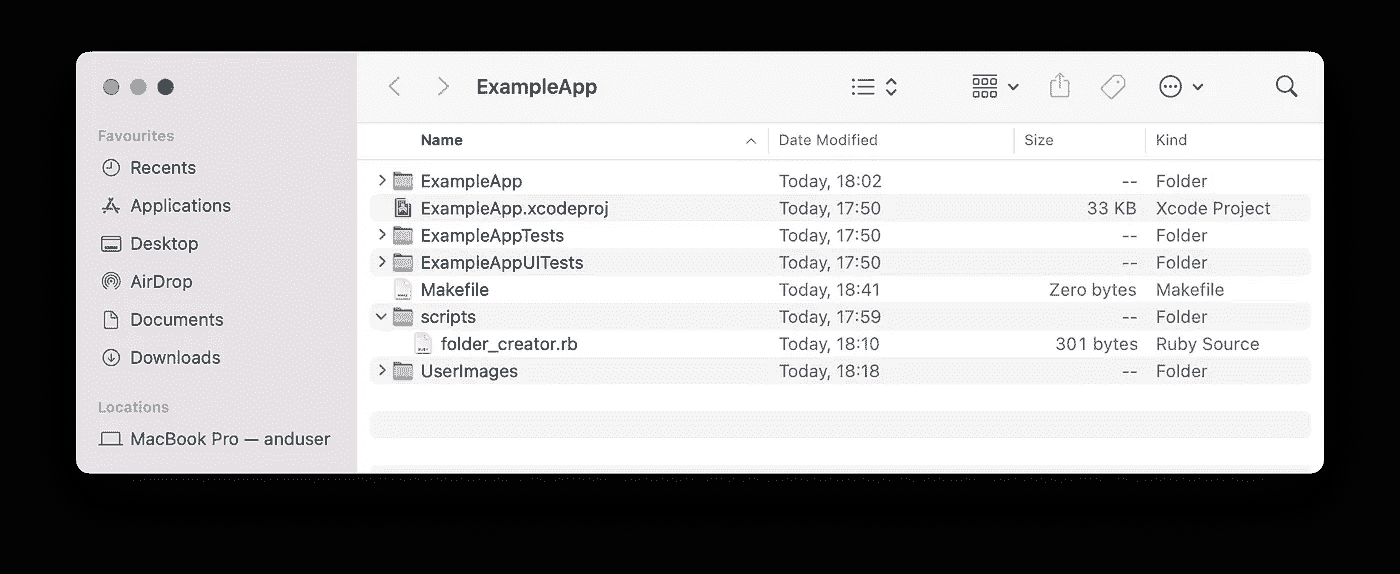 ExampleApp
Favourites
Recents
Applications
Desktop
AirDrop
Documents
Downloads
Locations
MacBook Pro — anduser
Name Date Modified Size Kind
ExampleApp Today, 18:02 -- Folder
ExampleApp.xcodeproj Today, 17:50 33 KB Xcode Project
ExampleAppTests Today, 17:50 -- Folder
ExampleAppUITests Today, 17:50 -- Folder
Makefile Today, 18:41 Zero bytes Makefile
scripts Today, 17:59 -- Folder
folder_creator.rb Today, 18:10 301 bytes Ruby Source
UserImages Today, 18:18 -- Folder